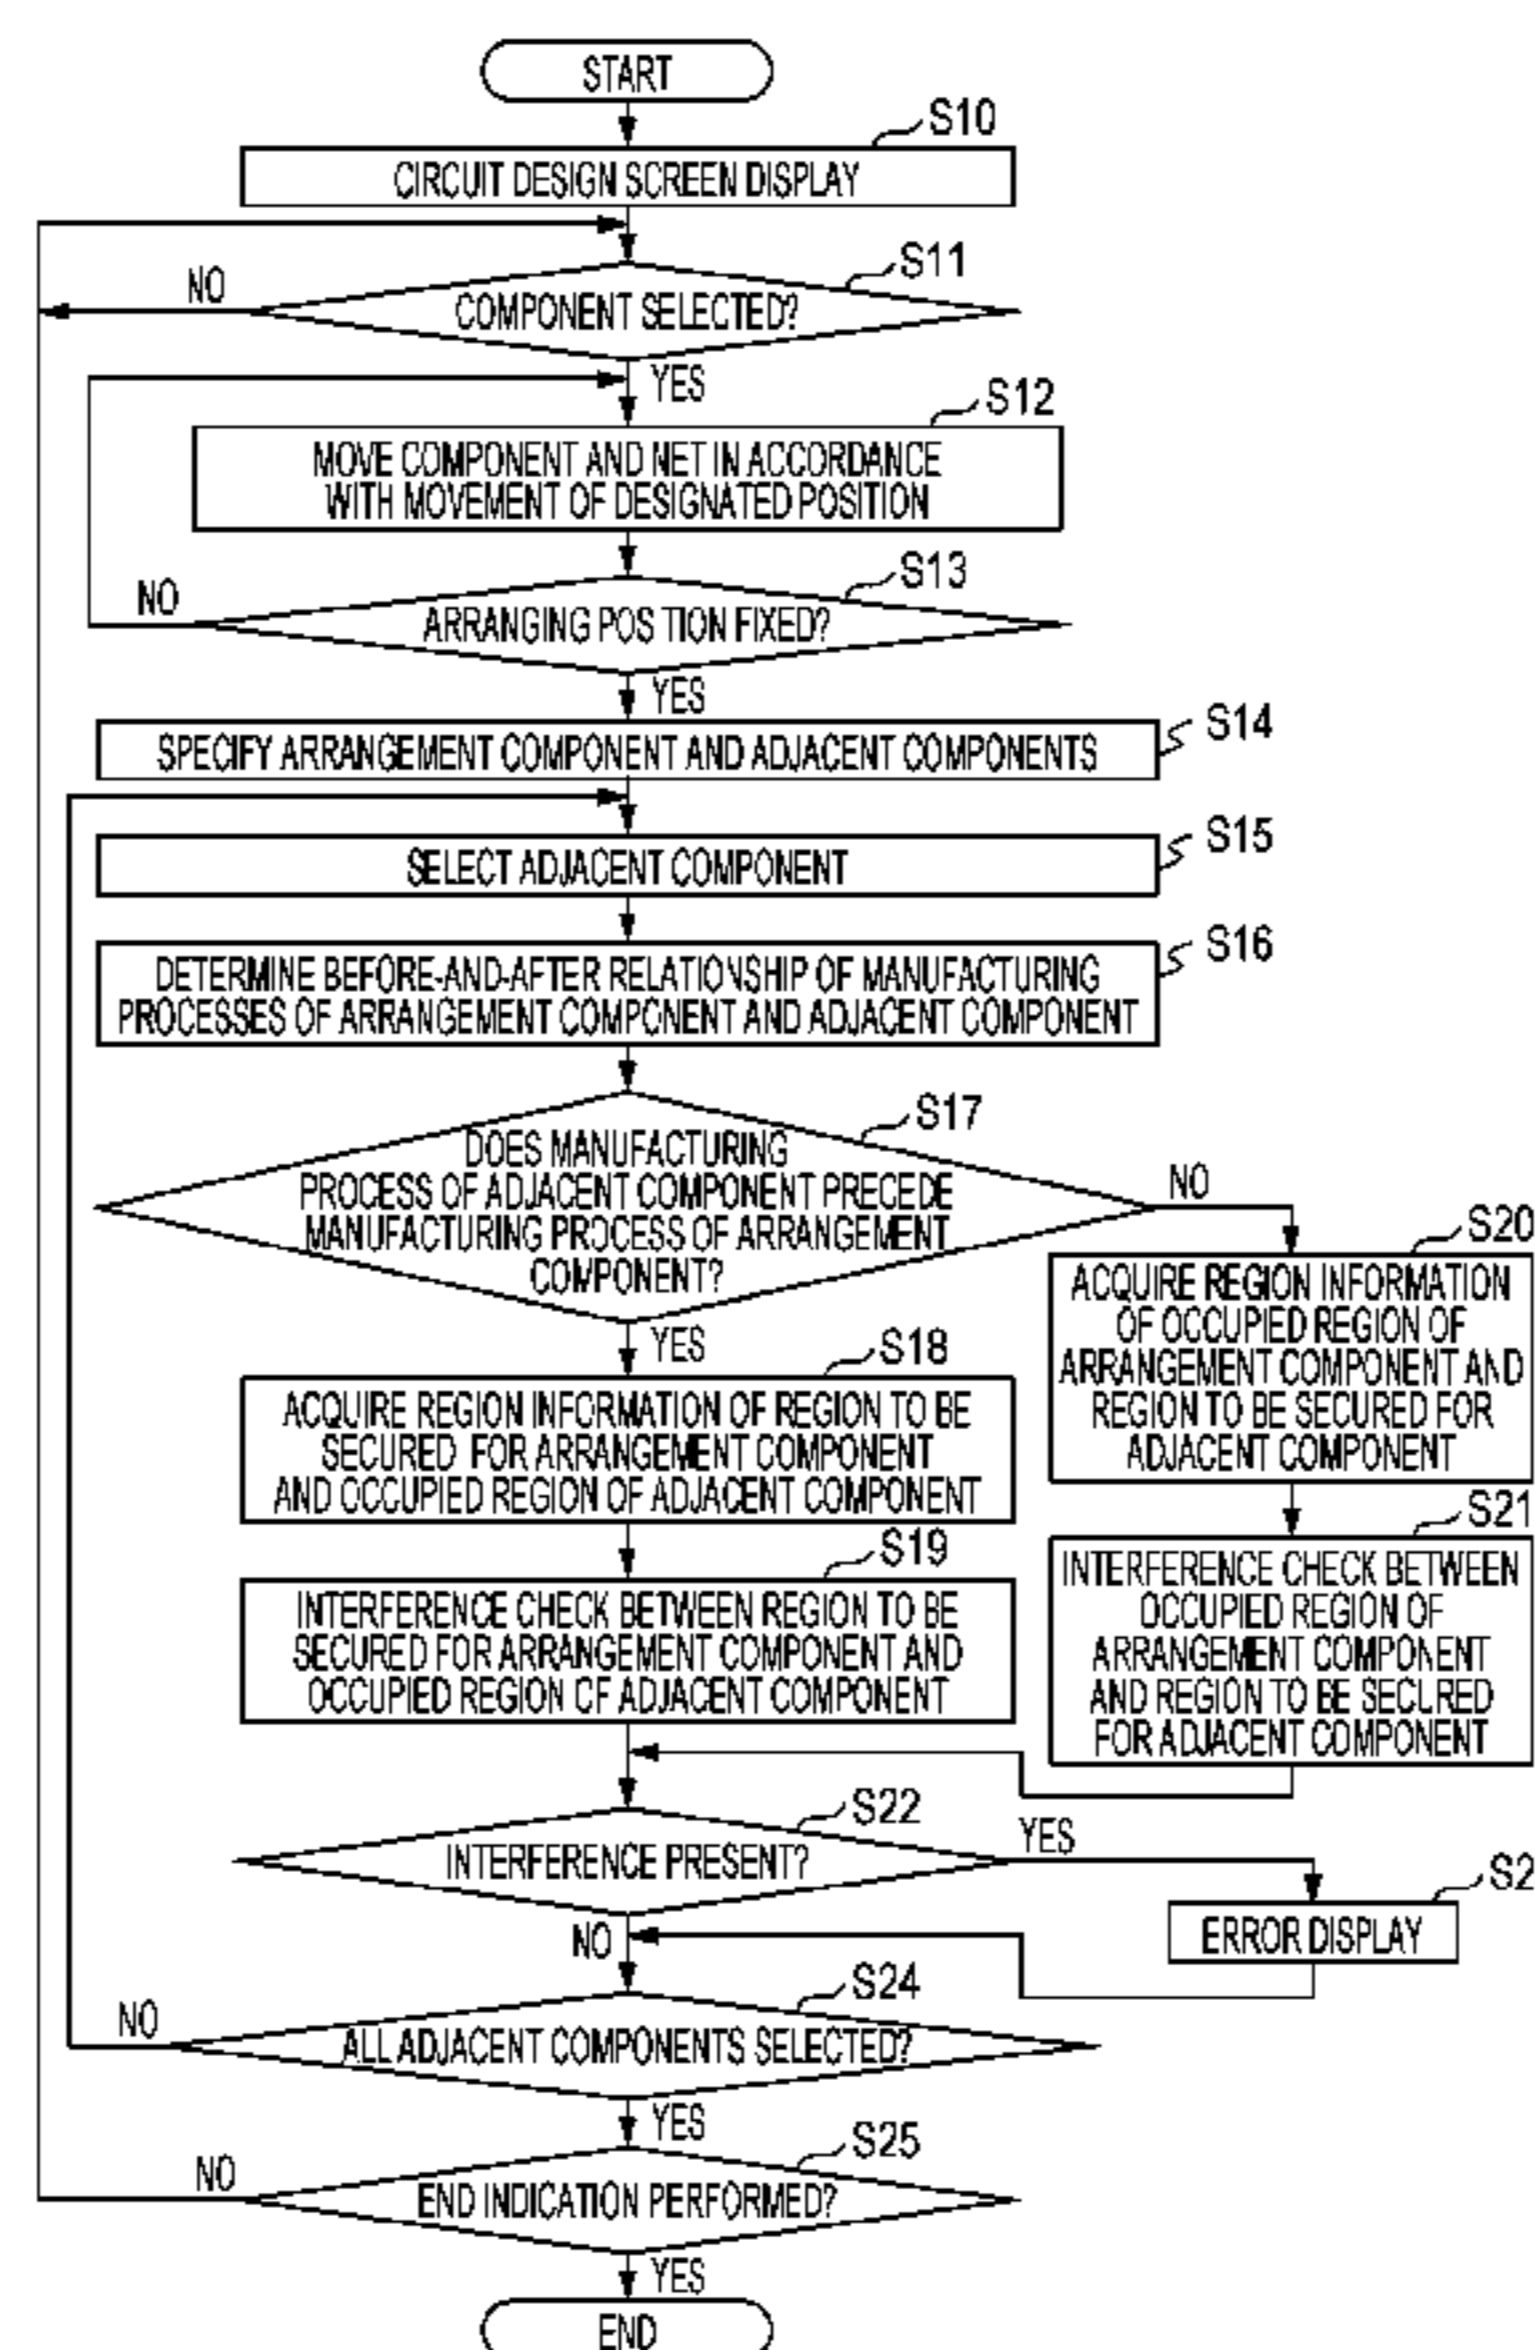 START
S10
CIRCUIT DESIGN SCREEN DISPLAY
S11
NO
COMPONENT SELECTED?
YES
S12
MOVE COMPONENT AND NET IN ACCORDANCE
WITH MOVEMENT OF DESIGNATED POSITION
S13
NO
ARRANGING POS TION FIXED?
YES
S14
SPECIFY ARRANGEMENT COMPONENT AND ADJACENT COMPONENTS
S15
SELECT ADJACENT COMPONENT
S16
DETERMINE BEFORE-AND-AFTER RELATIONSHIP OF MANUFACTURING
PROCESSES OF ARRANGEMENT COMPONENT AND ADJACENT COMPONENT
S17
DOES MANUFACTURING
PROCESS OF ADJACENT COMPONENT PRECEDE
MANUFACTURING PROCESS OF ARRANGEMENT
COMPONENT?
NO
YES
S20
ACQUIRE REGION INFORMATION
OF OCCUPIED REGION OF
ARRANGEMENT COMPONENT AND
REGION TO BE SECURED FOR
ADJACENT COMPONENT
S18
ACQUIRE REGION INFORMATION OF REGION TO BE
SECURED FOR ARRANGEMENT COMPONENT
AND OCCUPIED REGION OF ADJACENT COMPONENT
S21
INTERFERENCE CHECK BETWEEN
OCCUPIED REGION OF
ARRANGEMENT COMPONENT
AND REGION TO BE SECURED
FOR ADJACENT COMPONENT
S19
INTERFERENCE CHECK BETWEEN REGION TO BE
SECURED FOR ARRANGEMENT COMPONENT AND
OCCUPIED REGION OF ADJACENT COMPONENT
S22
INTERFERENCE PRESENT?
YES
S2
ERROR DISPLAY
NO
S24
NO
ALL ADJACENT COMPONENTS SELECTED?
YES
S25
NO
END INDICATION PERFORMED?
YES
END